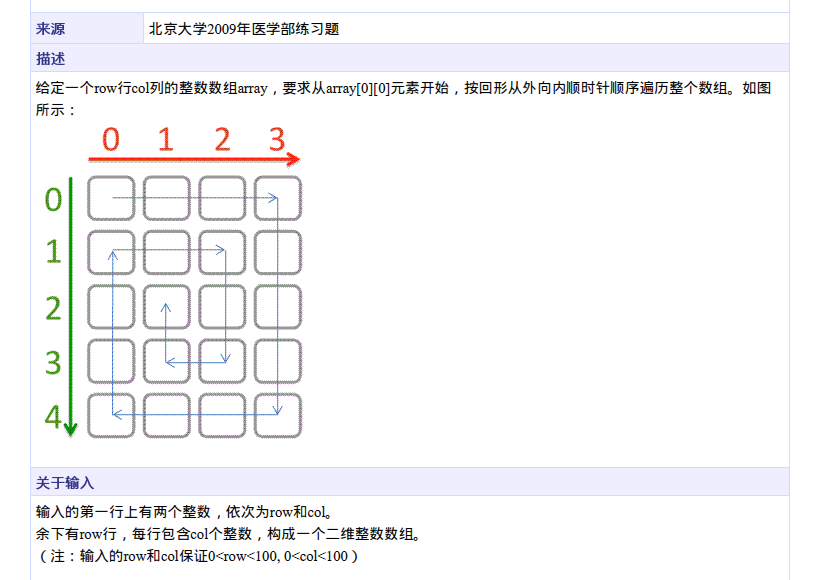 来源 北京大学2009年医学部练习题
描述
给定一个row行col列的整数数组array，要求从array[0][0]元素开始，按回形从外向内顺时针顺序遍历整个数组。如图
所示：
0 1 2 3
0
1
2
3
4
关于输入
输入的第一行上有两个整数，依次为row和col。
余下有row行，每行包含col个整数，构成一个二维整数数组。
（注：输入的row和col保证0<row<100, 0<col<100）